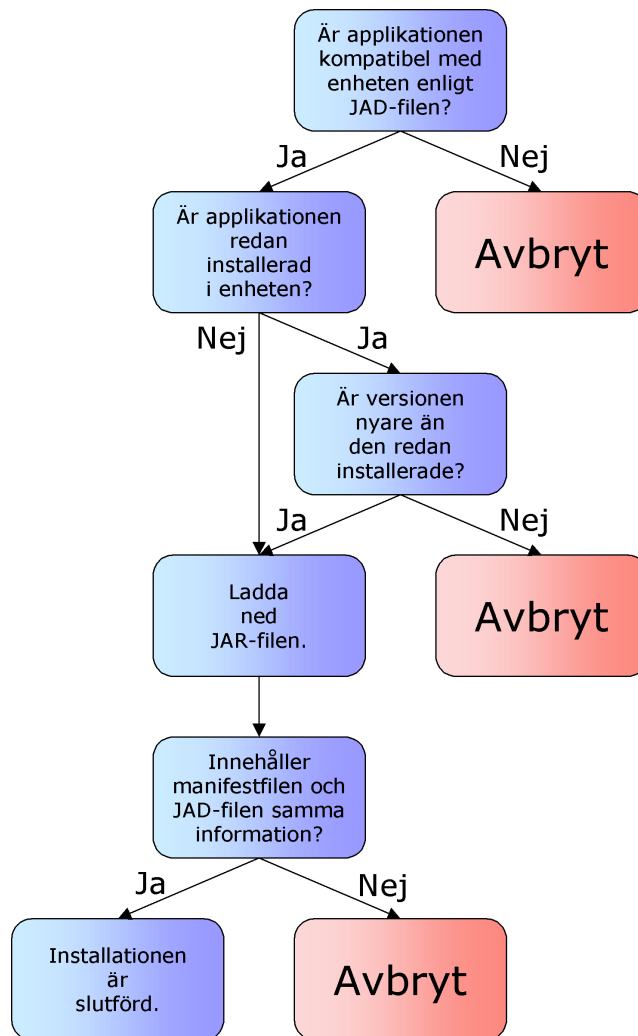 Är applikationen
kompatibel med
enheten enligt
JAD-filen?
Ja
Nej
Är applikationen
redan
installerad
i enheten?
Avbryt
Nej
Ja
Är versionen
nyare än
den redan
installerade?
Ja
Nej
Ladda
ned
JAR-filen.
Avbryt
Innehåller
manifestfilen och
JAD-filen samma
information?
Ja
Nej
Installationen
är
slutförd.
Avbryt